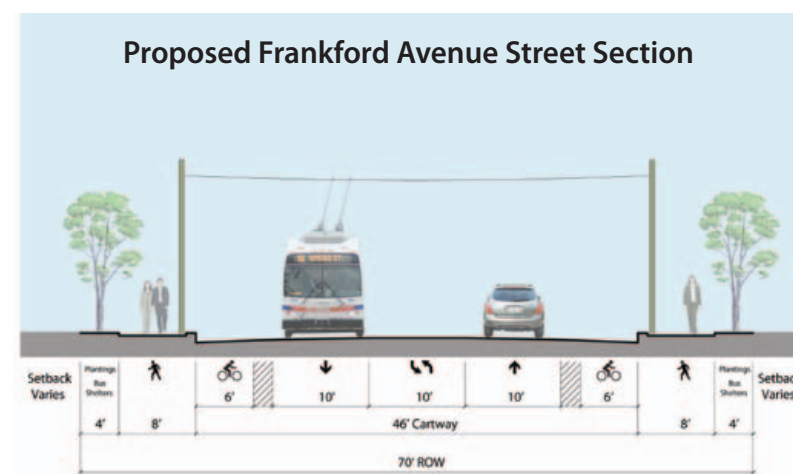 Proposed Frankford Avenue Street Section
Setback
Varies
Plantings
Bus
Shelters
6'
10'
10'
10'
6'
Plantings
Bus
Shelters
Setback
Varies
4'
8'
46' Cartway
8'
4'
70' ROW